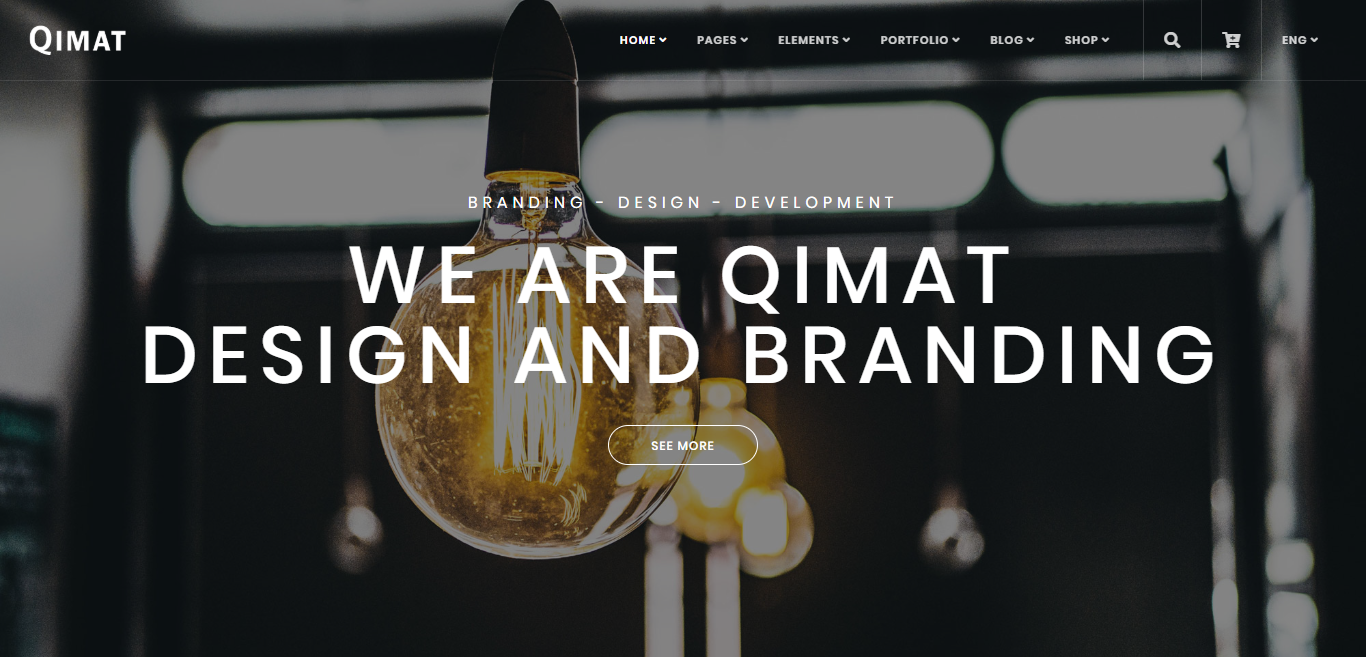 QIMAT
HOME PAGES ELEMENTS PORTFOLIO BLOG SHOP ENG
BRANDING - DESIGN - DEVELOPMENT
WE ARE QIMAT
DESIGN AND BRANDING
SEE MORE